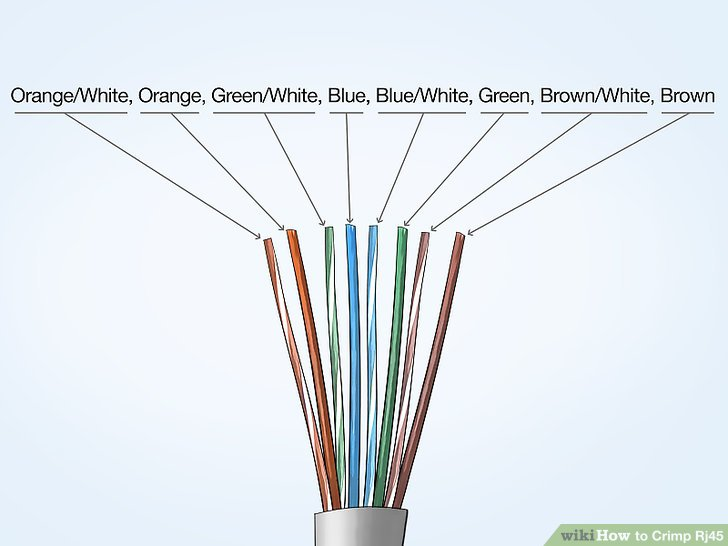 Orange/White, Orange, Green/White, Blue, Blue/White, Green, Brown/White, Brown
wikiHow to Crimp Rj45